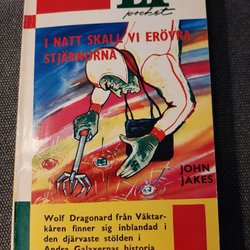 pocket
I NATT SKALL VI ERÖVRA
STJÄRNORNA
JOHN
JAKES
Wolf Dragonard från Väktar-
kåren finner sig inblandad i
den djärvaste stölden i
Andra Galaxernas historia